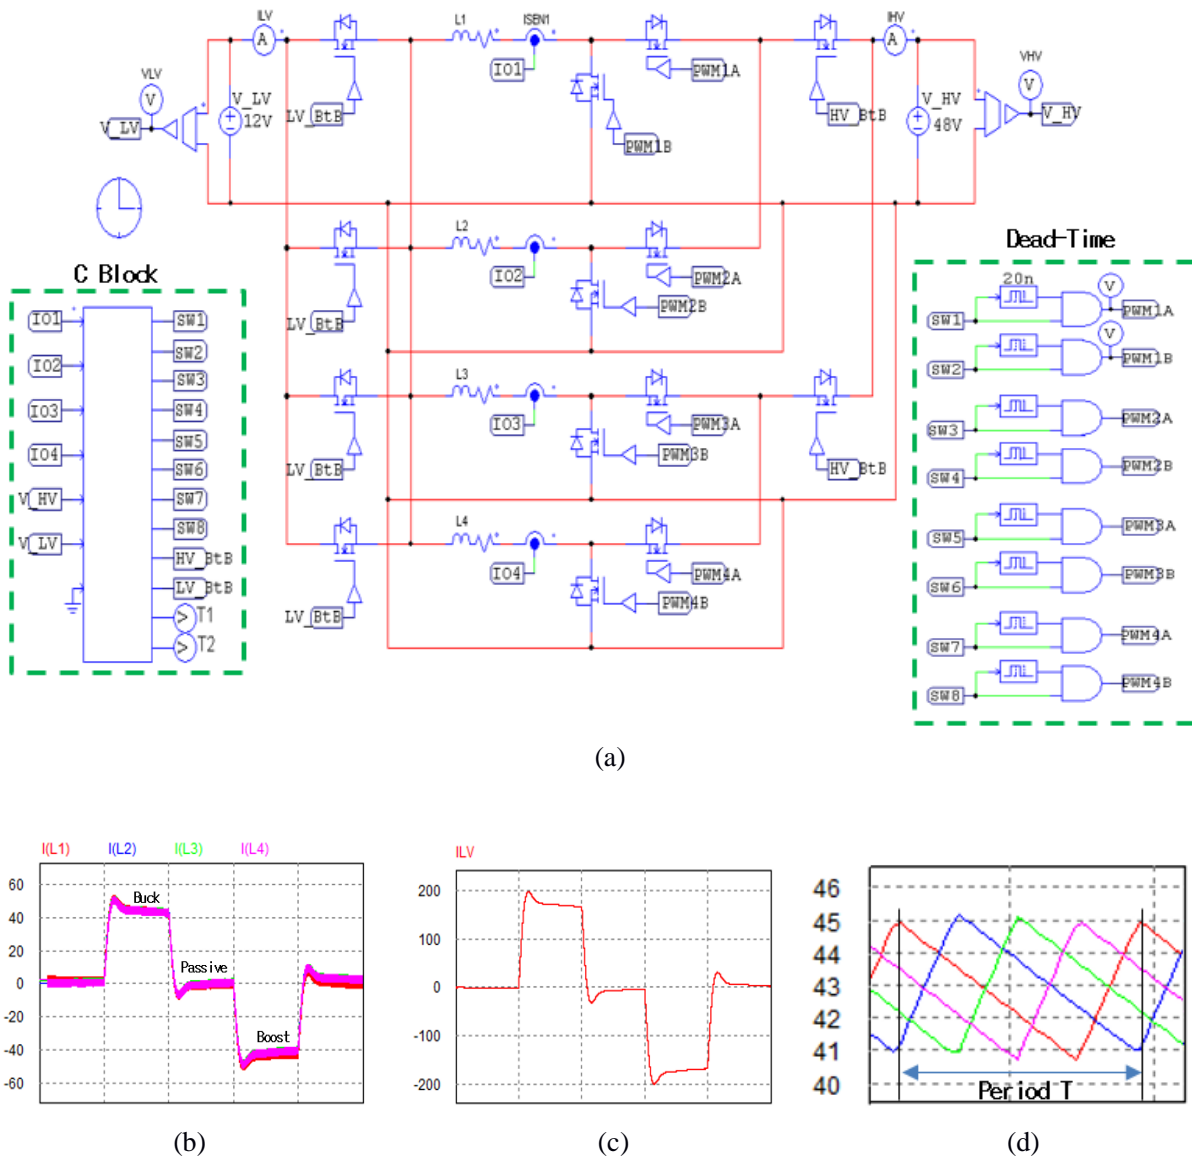 ILV
L1
ISEN1
IHV
A
A
VLV
V
V_LV
V_LV
12V
LV_BtB
IO1
PWM1A
PWM1B
HV_BtB
V_HV
48V
VHV
V
V_HV
L2
IO2
PWM2A
PWM2B
LV_BtB
L3
IO3
PWM3A
PWM3B
LV_BtB
HV_BtB
L4
IO4
PWM4A
PWM4B
LV_BtB
C Block
IO1
IO2
IO3
IO4
V_HV
V_LV
SW1
SW2
SW3
SW4
SW5
SW6
SW7
SW8
HV_BtB
LV_BtB
T1
T2
Dead-Time
20n
V
SW1
PWM1A
V
SW2
PWM1B
SW3
PWM2A
SW4
PWM2B
SW5
PWM3A
SW6
PWM3B
SW7
PWM4A
SW8
PWM4B
(a)
I(L1) I(L2) I(L3) I(L4)
60
40
20
0
-20
-40
-60
Buck
Passive
Boost
(b)
ILV
200
100
0
-100
-200
(c)
46
45
44
43
42
41
40
Period T
(d)